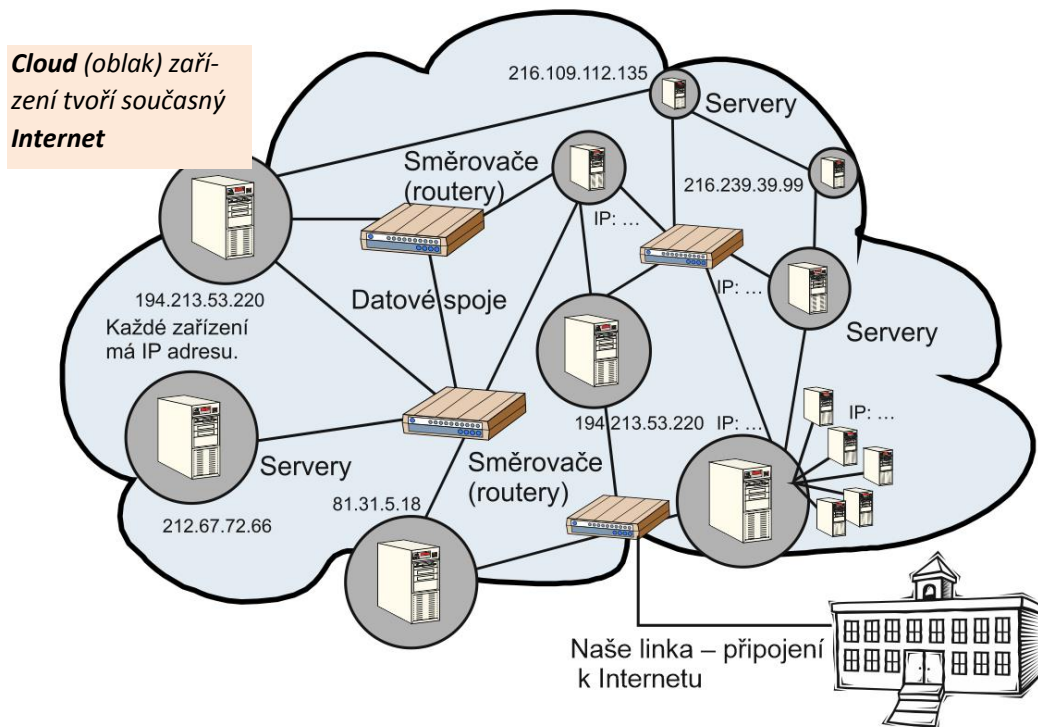 Cloud (oblak) zaří-
zení tvoří současný
Internet
216.109.112.135
Servery
Směrovače
(routery)
216.239.39.99
IP: ...
IP: ...
194.213.53.220
Datové spoje
Každé zařízení
má IP adresu.
Servery
194.213.53.220
IP: ...
IP: ...
Servery
Směrovače
(routery)
81.31.5.18
212.67.72.66
Naše linka – připojení
k Internetu